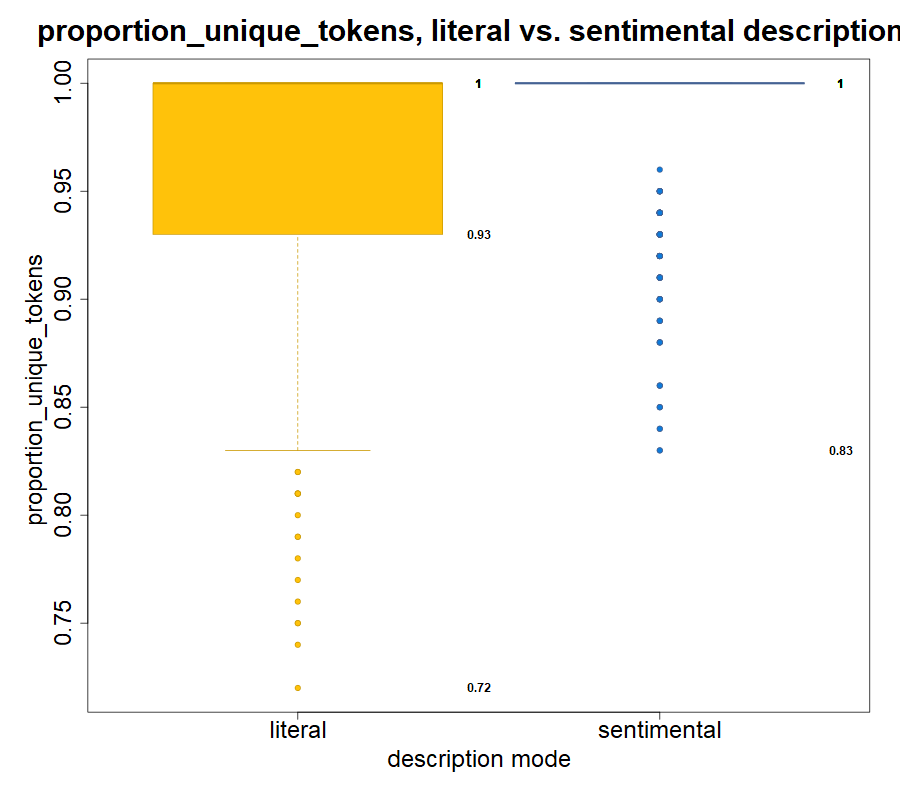 proportion_unique_tokens, literal vs. sentimental description
proportion_unique_tokens
1.00
0.95
0.90
0.85
0.80
0.75
1
0.93
0.72
1
0.83
literal
sentimental
description mode